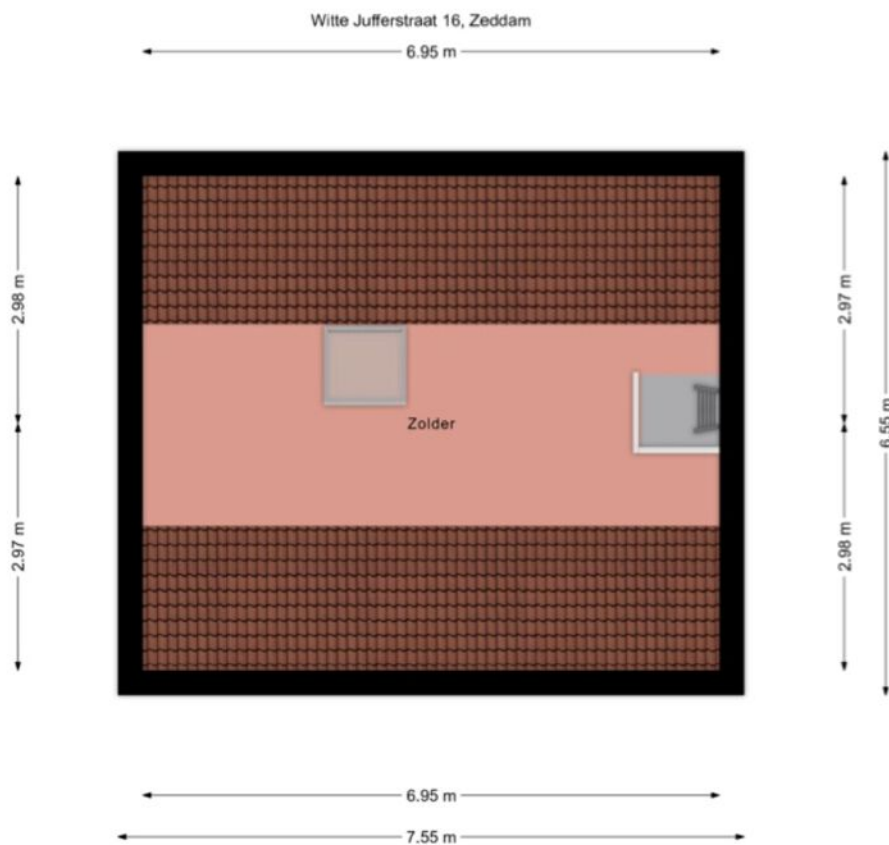 Witte Jufferstraat 16, Zeddam
6.95 m
2.98 m
2.97 m
6.55 m
Zolder
2.97 m
2.98 m
6.95 m
7.55 m